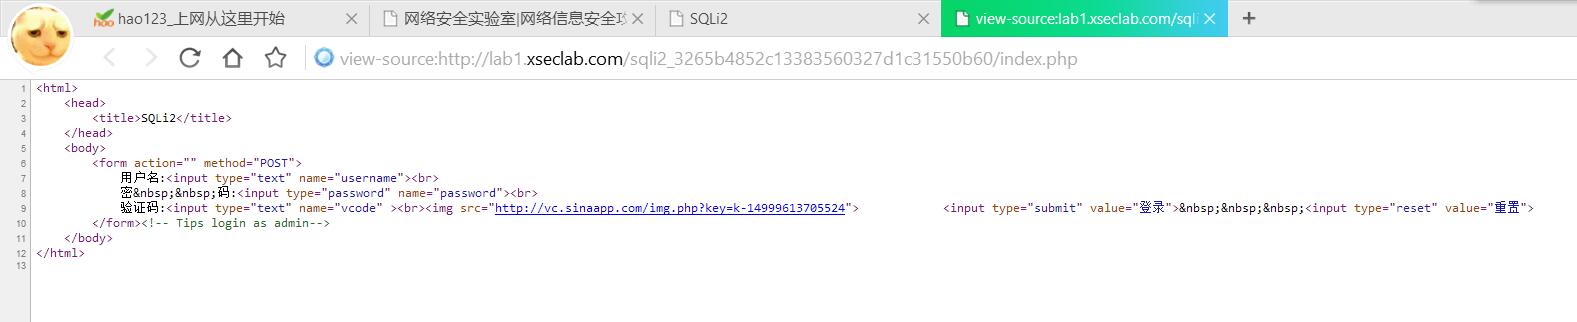 hao hao123_上网从这里开始
网络安全实验室|网络信息安全攻
SQLi2
view-source:lab1.xseclab.com/sqli
view-source:http://lab1.xseclab.com/sqli2_3265b4852c13383560327d1c31550b60/index.php
1 <html>
2 <head>
3 <title>SQLi2</title>
4 </head>
5 <body>
6 <form action="" method="POST">
7 用户名:<input type="text" name="username"><br>
8 密&nbsp;&nbsp;码:<input type="password" name="password"><br>
9 验证码:<input type="text" name="vcode" ><br><img src="http://vc.sinaapp.com/img.php?key=k-14999613705524"> <input type="submit" value="登录">&nbsp;&nbsp;&nbsp;<input type="reset" value="重置">
10 </form><!-- Tips login as admin-->
11 </body>
12 </html>
13